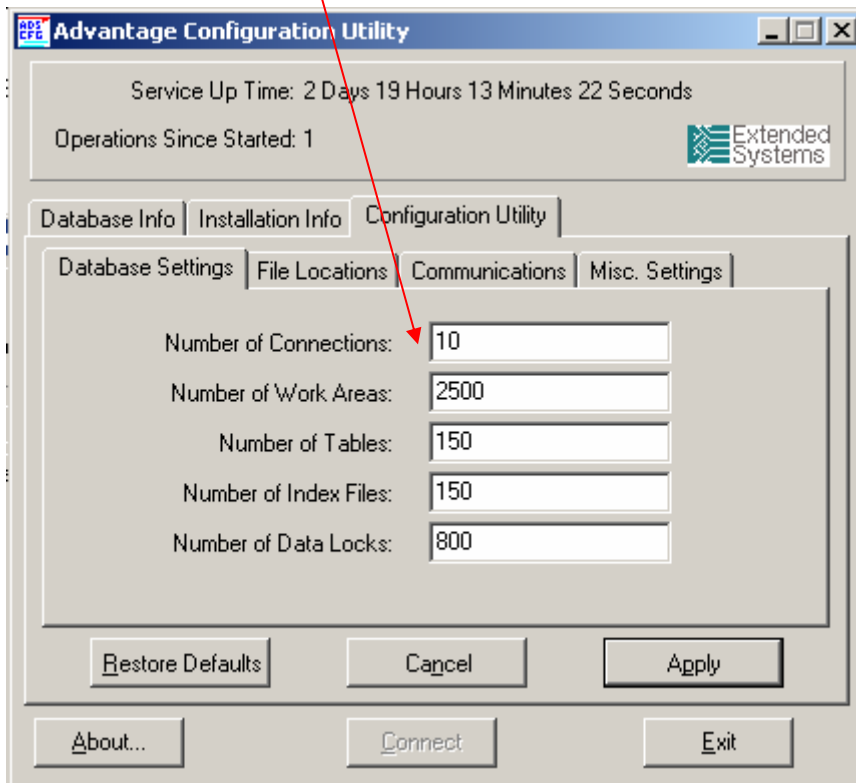 ADS CFG Advantage Configuration Utility
Service Up Time: 2 Days 19 Hours 13 Minutes 22 Seconds
Operations Since Started: 1
Extended
Systems
Database Info Installation Info Configuration Utility
Database Settings File Locations Communications Misc. Settings
Number of Connections: 10
Number of Work Areas: 2500
Number of Tables: 150
Number of Index Files: 150
Number of Data Locks: 800
Restore Defaults Cancel Apply
About... Connect Exit